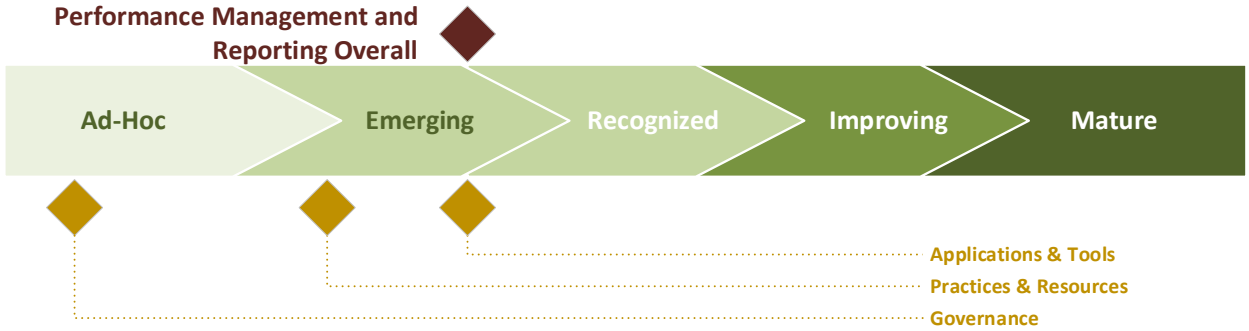 Performance Management and
Reporting Overall
Ad-Hoc
Emerging
Recognized
Improving
Mature
Applications & Tools
Practices & Resources
Governance